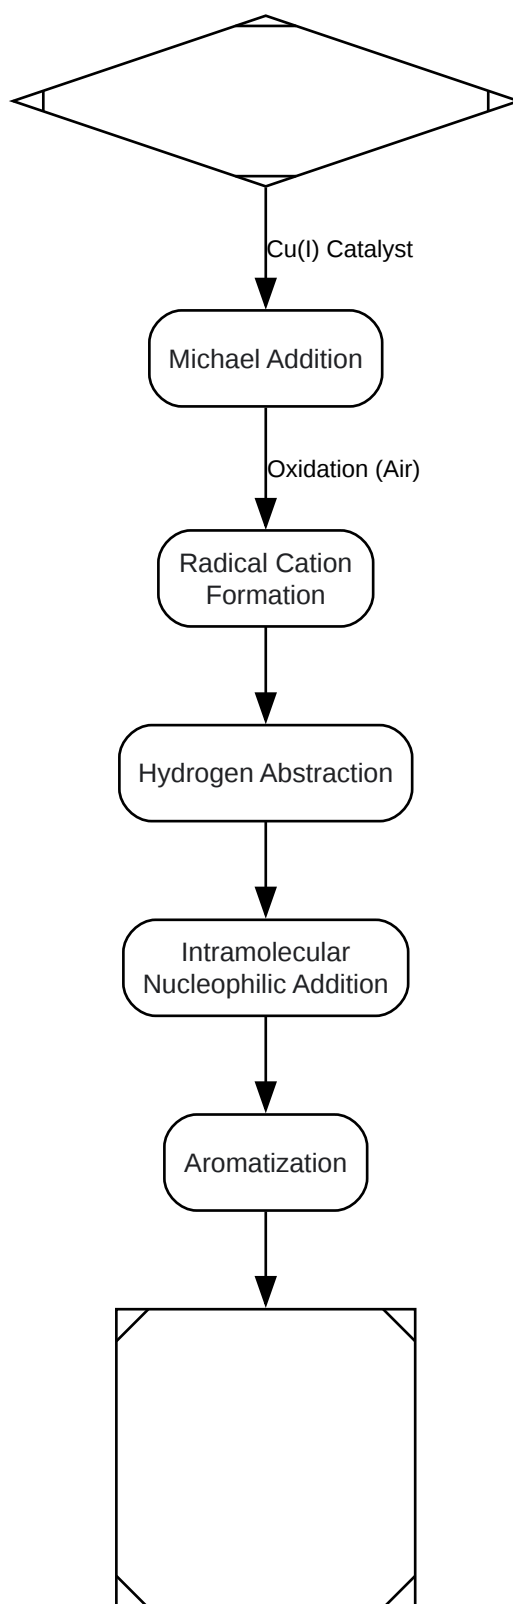 Cu(I) Catalyst
Michael Addition
Oxidation (Air)
Radical Cation
Formation
Hydrogen Abstraction
Intramolecular
Nucleophilic Addition
Aromatization